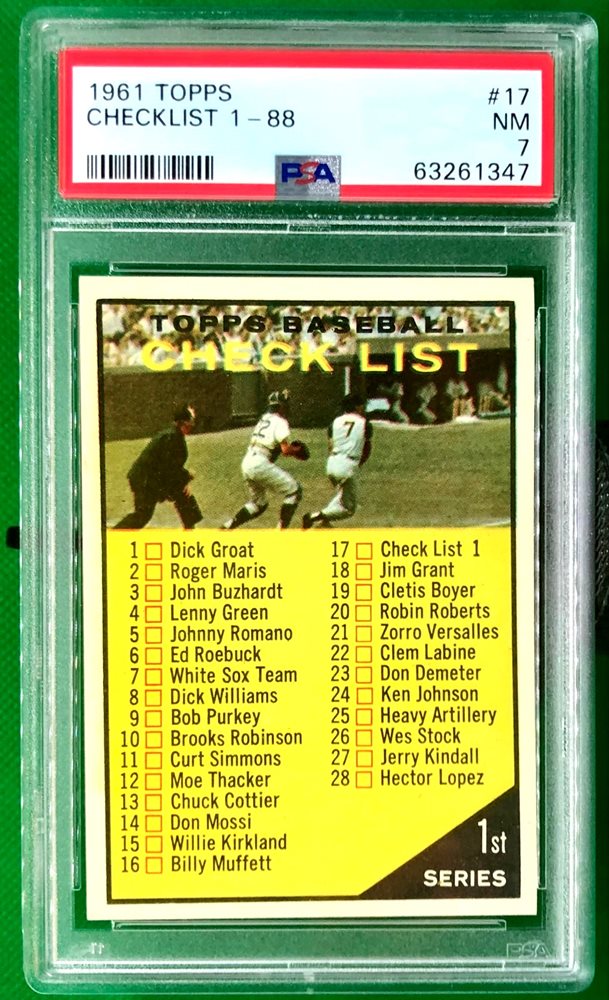 1961 TOPPS #17
CHECKLIST 1-88 NM
7
PSA 63261347
TOPPS BASEBALL
CHECK LIST
12
7
1 Dick Groat
2 Roger Maris
3 John Buzhardt
4 Lenny Green
5 Johnny Romano
6 Ed Roebuck
7 White Sox Team
8 Dick Williams
9 Bob Purkey
10 Brooks Robinson
11 Curt Simmons
12 Moe Thacker
13 Chuck Cottier
14 Don Mossi
15 Willie Kirkland
16 Billy Muffett
17 Check List 1
18 Jim Grant
19 Cletis Boyer
20 Robin Roberts
21 Zorro Versalles
22 Clem Labine
23 Don Demeter
24 Ken Johnson
25 Heavy Artillery
26 Wes Stock
27 Jerry Kindall
28 Hector Lopez
1st
SERIES
PSA